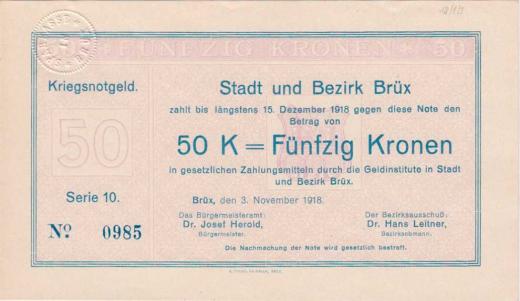 FÜNFZIG KRONEN
50
Kriegsnotgeld.
Stadt und Bezirk Brüx
zahlt bis längstens 15. Dezember 1918 gegen diese Note den
Betrag von
50
50 K = Fünfzig Kronen
in gesetzlichen Zahlungsmitteln durch die Geldinstitute in Stadt
und Bezirk Brüx.
Serie 10.
Brüx, den 3. November 1918.
Nº 0985
Das Bürgermeisteramt:
Dr. Josef Herold,
Bürgermeister.
Der Bezirksausschuß:
Dr. Hans Leitner,
Bezirksobmann.
Die Nachmachung der Note wird gesetzlich bestraft.